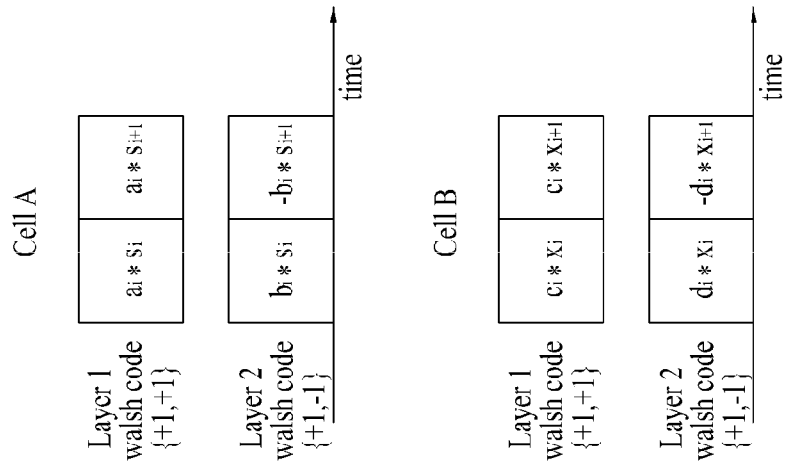 Cell A
Layer 1
walsh code
{+1,+1}
ai * si
ai * si+1
Layer 2
walsh code
{+1,-1}
bi * si
-bi * si+1
time
Cell B
Layer 1
walsh code
{+1,+1}
ci * xi
ci * xi+1
Layer 2
walsh code
{+1,-1}
di * xi
-di * xi+1
time